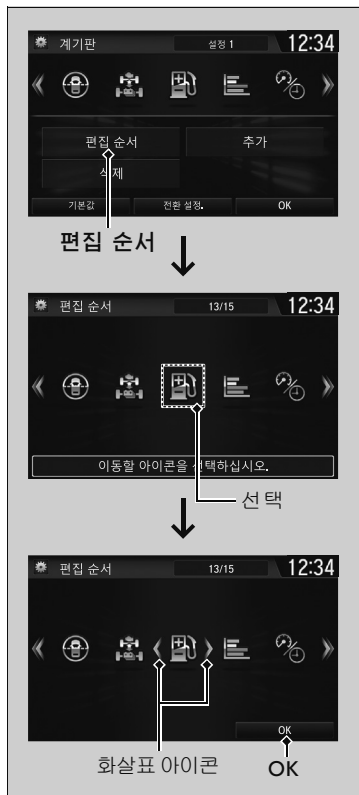 계기판 설정 1 12:34
편집 순서 추가
삭제
기본값 전환 설정. OK
편집 순서
편집 순서 13/15 12:34
이동할 아이콘을 선택하십시오.
선택
편집 순서 13/15 12:34
OK
화살표 아이콘 OK